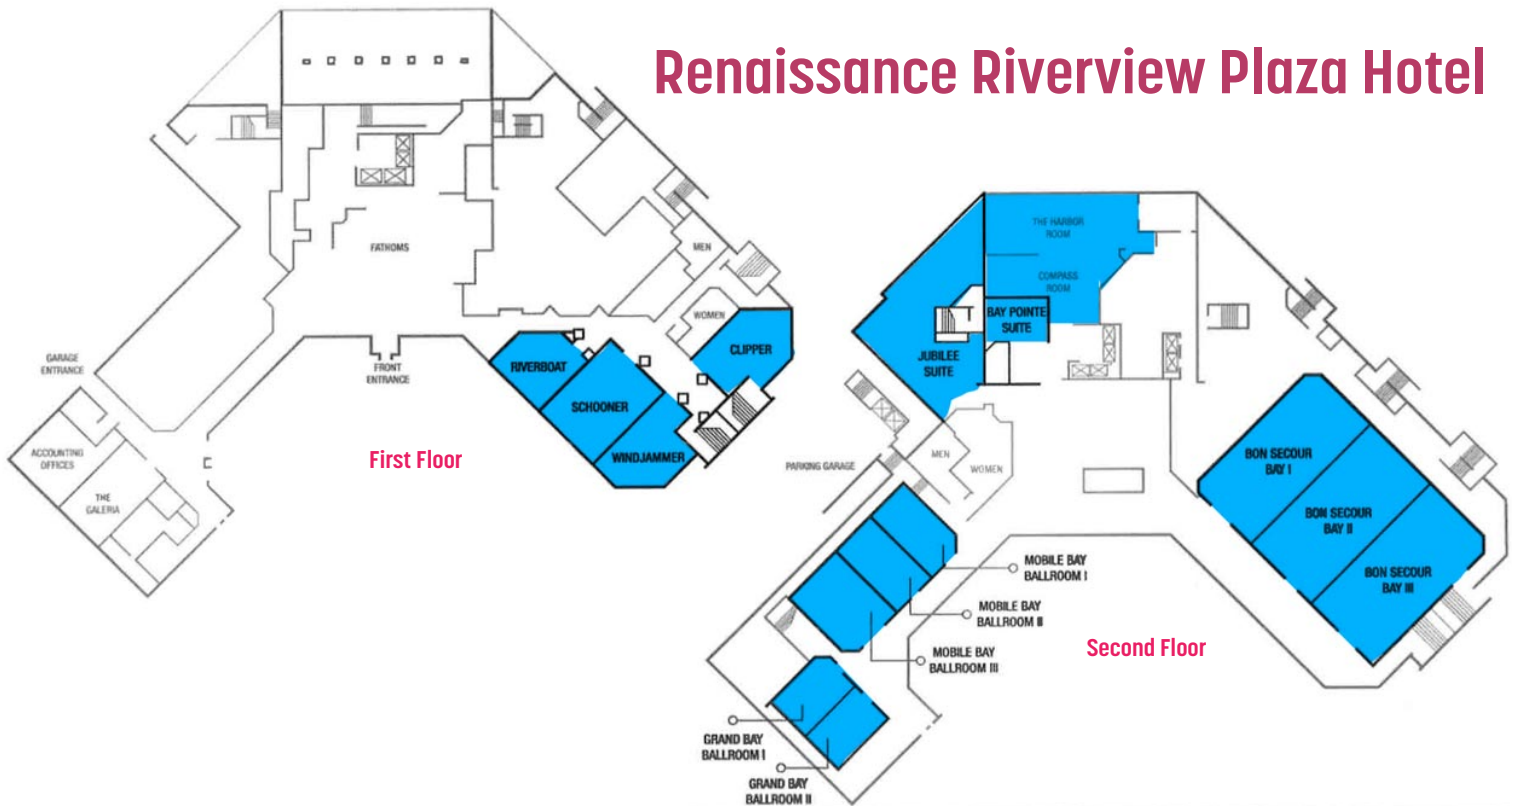 Renaissance Riverview Plaza Hotel
FATHOMS
MEN
WOMEN
CLIPPER
GARAGE
ENTRANCE
FRONT
ENTRANCE
RIVERBOAT
SCHOONER
WINDJAMMER
ACCOUNTING
OFFICES
THE
GALERIA
First Floor
THE HARBOR
ROOM
COMPASS
ROOM
BAY POINTE
SUITE
JUBILEE
SUITE
MEN
WOMEN
PARKING GARAGE
BON SECOUR
BAY I
BON SECOUR
BAY II
BON SECOUR
BAY III
MOBILE BAY
BALLROOM I
MOBILE BAY
BALLROOM II
MOBILE BAY
BALLROOM III
Second Floor
GRAND BAY
BALLROOM I
GRAND BAY
BALLROOM II